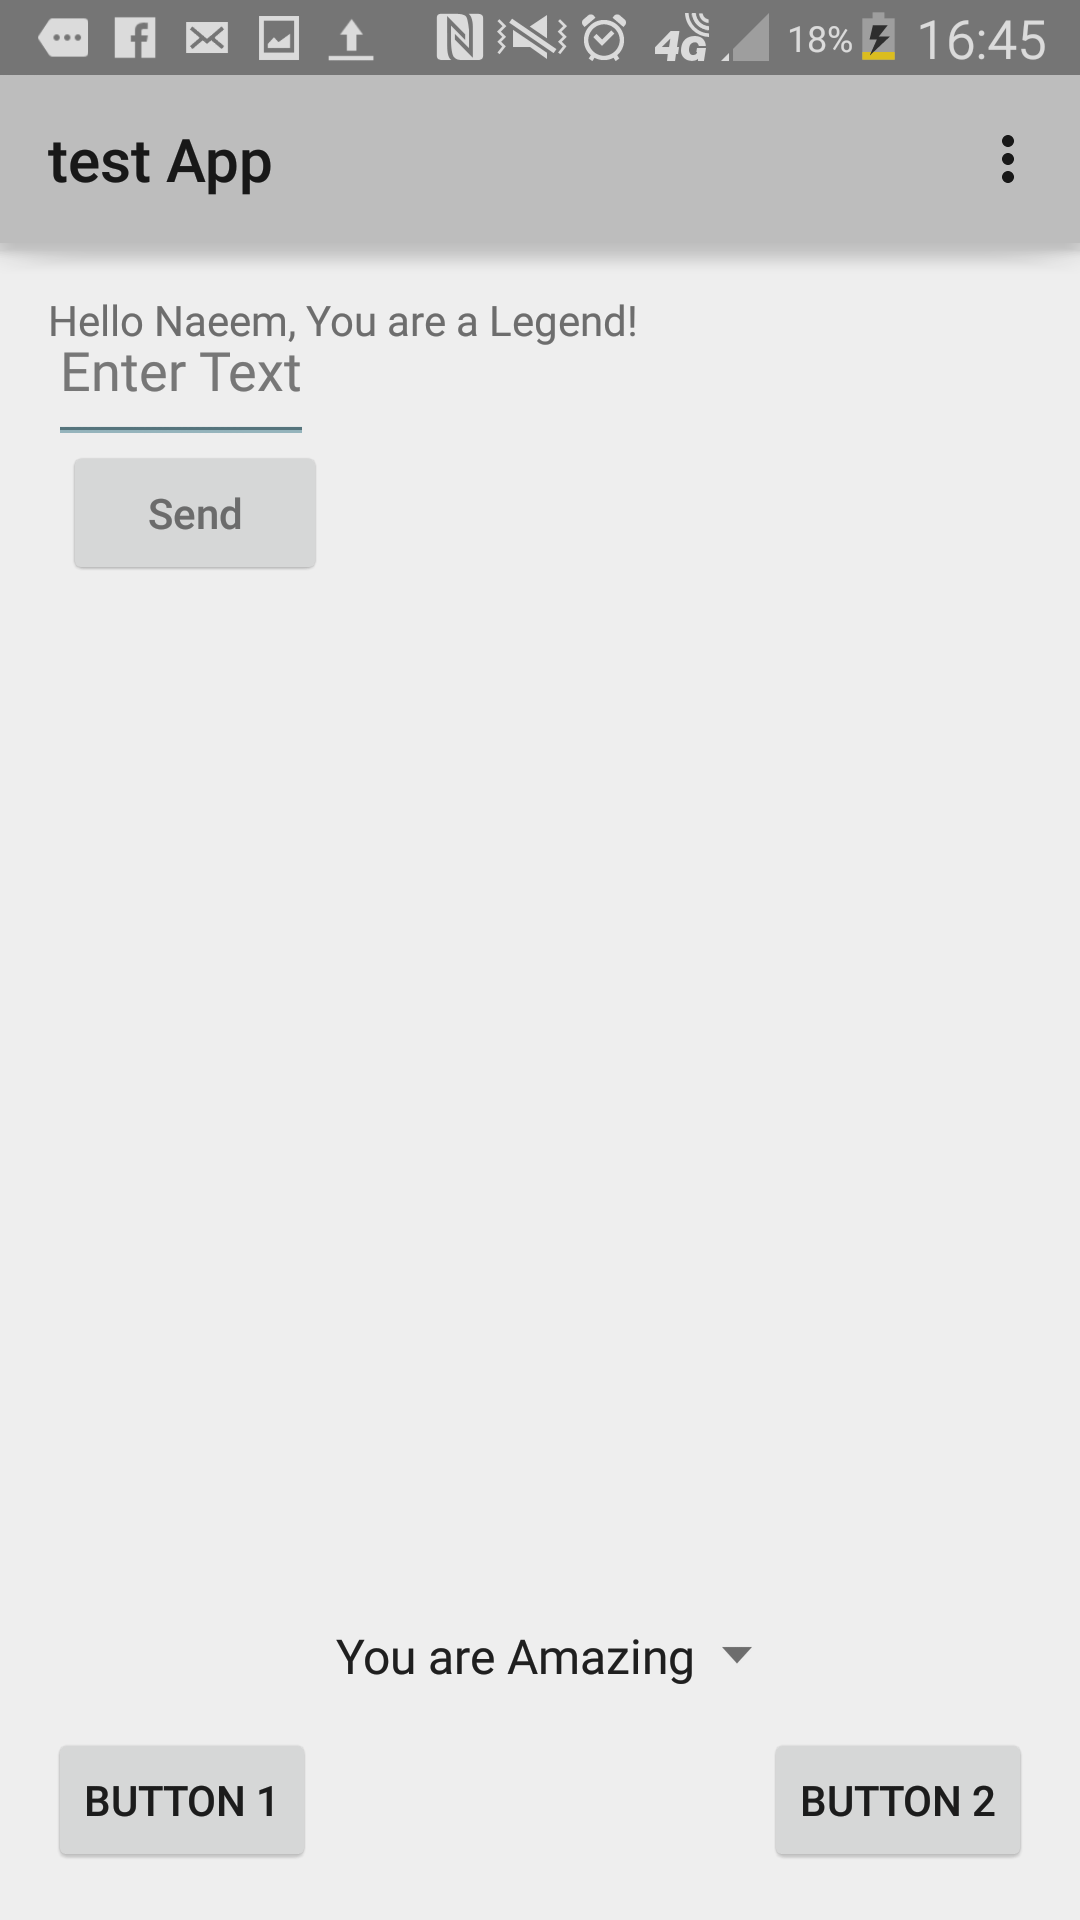 4G 18% 16:45
test App
Hello Naeem, You are a Legend!
Enter Text
Send
You are Amazing
BUTTON 1
BUTTON 2